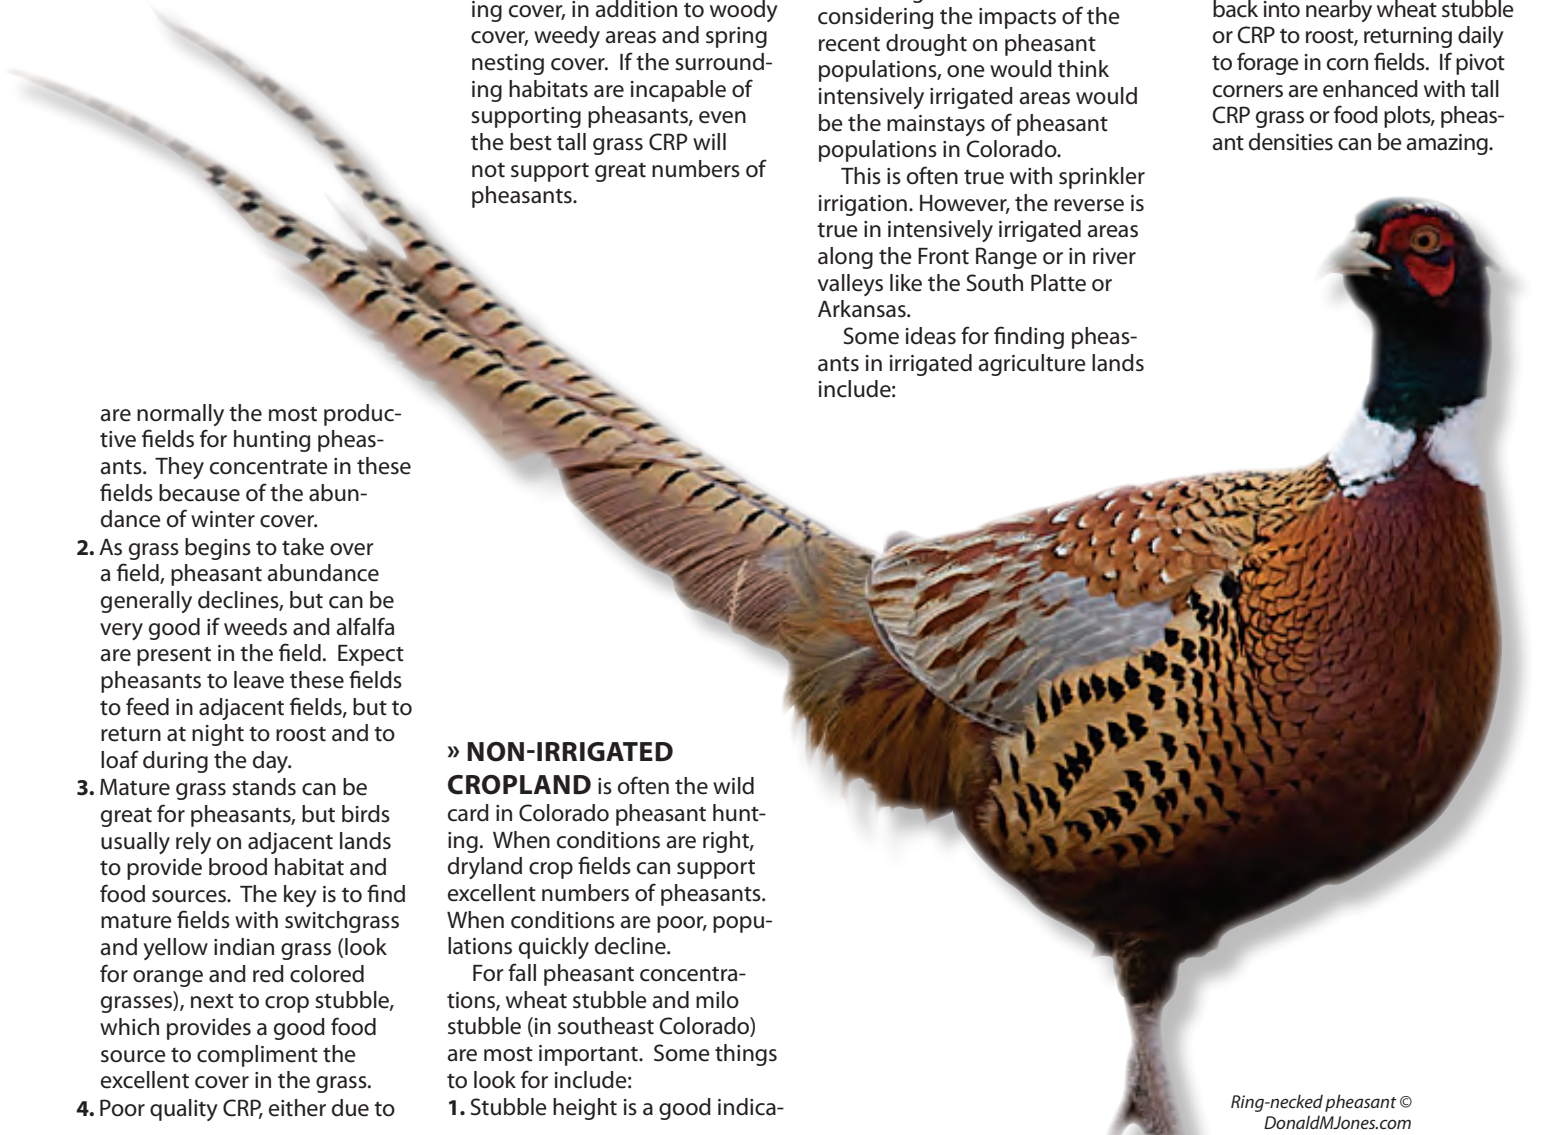 are normally the most produc-
tive fields for hunting pheas-
ants. They concentrate in these
fields because of the abun-
dance of winter cover.
2. As grass begins to take over
a field, pheasant abundance
generally declines, but can be
very good if weeds and alfalfa
are present in the field. Expect
pheasants to leave these fields
to feed in adjacent fields, but to
return at night to roost and to
loaf during the day.
3. Mature grass stands can be
great for pheasants, but birds
usually rely on adjacent lands
to provide brood habitat and
food sources. The key is to find
mature fields with switchgrass
and yellow indian grass (look
for orange and red colored
grasses), next to crop stubble,
which provides a good food
source to compliment the
excellent cover in the grass.
4. Poor quality CRP, either due to
ing cover, in addition to woody
cover, weedy areas and spring
nesting cover. If the surround-
ing habitats are incapable of
supporting pheasants, even
the best tall grass CRP will
not support great numbers of
pheasants.
» NON-IRRIGATED
CROPLAND is often the wild
card in Colorado pheasant hunt-
ing. When conditions are right,
dryland crop fields can support
excellent numbers of pheasants.
When conditions are poor, popu-
lations quickly decline.
For fall pheasant concentra-
tions, wheat stubble and milo
stubble (in southeast Colorado)
are most important. Some things
to look for include:
1. Stubble height is a good indica-
considering the impacts of the
recent drought on pheasant
populations, one would think
intensively irrigated areas would
be the mainstays of pheasant
populations in Colorado.
This is often true with sprinkler
irrigation. However, the reverse is
true in intensively irrigated areas
along the Front Range or in river
valleys like the South Platte or
Arkansas.
Some ideas for finding pheas-
ants in irrigated agriculture lands
include:
back into nearby wheat stubble
or CRP to roost, returning daily
to forage in corn fields. If pivot
corners are enhanced with tall
CRP grass or food plots, pheas-
ant densities can be amazing.
Ring-necked pheasant ©
DonaldMJones.com